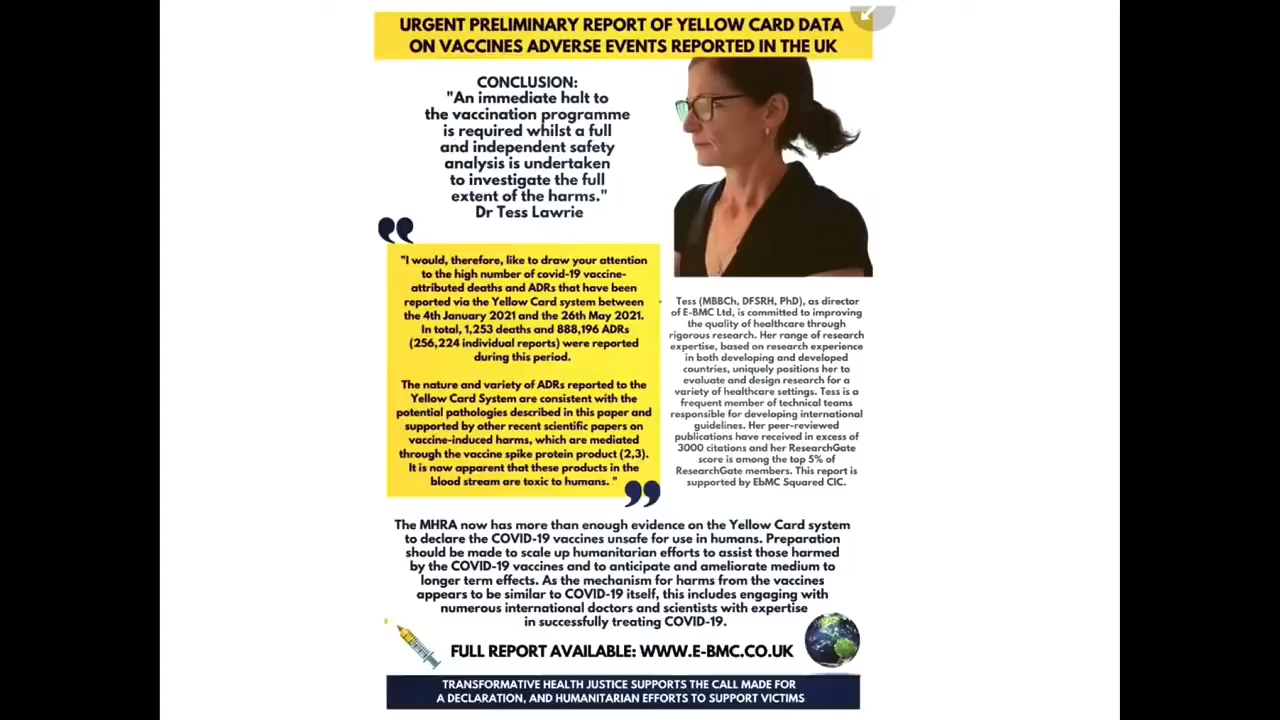 URGENT PRELIMINARY REPORT OF YELLOW CARD DATA
ON VACCINES ADVERSE EVENTS REPORTED IN THE UK
CONCLUSION:
"An immediate halt to
the vaccination programme
is required whilst a full
and independent safety
analysis is undertaken
to investigate the full
extent of the harms."
Dr Tess Lawrie
"I would, therefore, like to draw your attention
to the high number of covid-19 vaccine-
attributed deaths and ADRs that have been
reported via the Yellow Card system between
the 4th January 2021 and the 26th May 2021.
In total, 1,253 deaths and 888,196 ADRs
(256,224 individual reports) were reported
during this period.
The nature and variety of ADRs reported to the
Yellow Card System are consistent with the
potential pathologies described in this paper and
supported by other recent scientific papers on
vaccine-induced harms, which are mediated
through the vaccine spike protein product (2,3).
It is now apparent that these products in the
blood stream are toxic to humans. "
Tess (MBBCh, DFSRH, PhD), as director
of E-BMC Ltd, is committed to improving
the quality of healthcare through
rigorous research. Her range of research
expertise, based on research experience
in both developing and developed
countries, uniquely positions her to
evaluate and design research for a
variety of healthcare settings. Tess is a
frequent member of technical teams
responsible for developing international
guidelines. Her peer-reviewed
publications have received in excess of
3000 citations and her ResearchGate
score is among the top 5% of
ResearchGate members. This report is
supported by EbMC Squared CIC.
The MHRA now has more than enough evidence on the Yellow Card system
to declare the COVID-19 vaccines unsafe for use in humans. Preparation
should be made to scale up humanitarian efforts to assist those harmed
by the COVID-19 vaccines and to anticipate and ameliorate medium to
longer term effects. As the mechanism for harms from the vaccines
appears to be similar to COVID-19 itself, this includes engaging with
numerous international doctors and scientists with expertise
in successfully treating COVID-19.
FULL REPORT AVAILABLE: WWW.E-BMC.CO.UK
TRANSFORMATIVE HEALTH JUSTICE SUPPORTS THE CALL MADE FOR
A DECLARATION, AND HUMANITARIAN EFFORTS TO SUPPORT VICTIMS